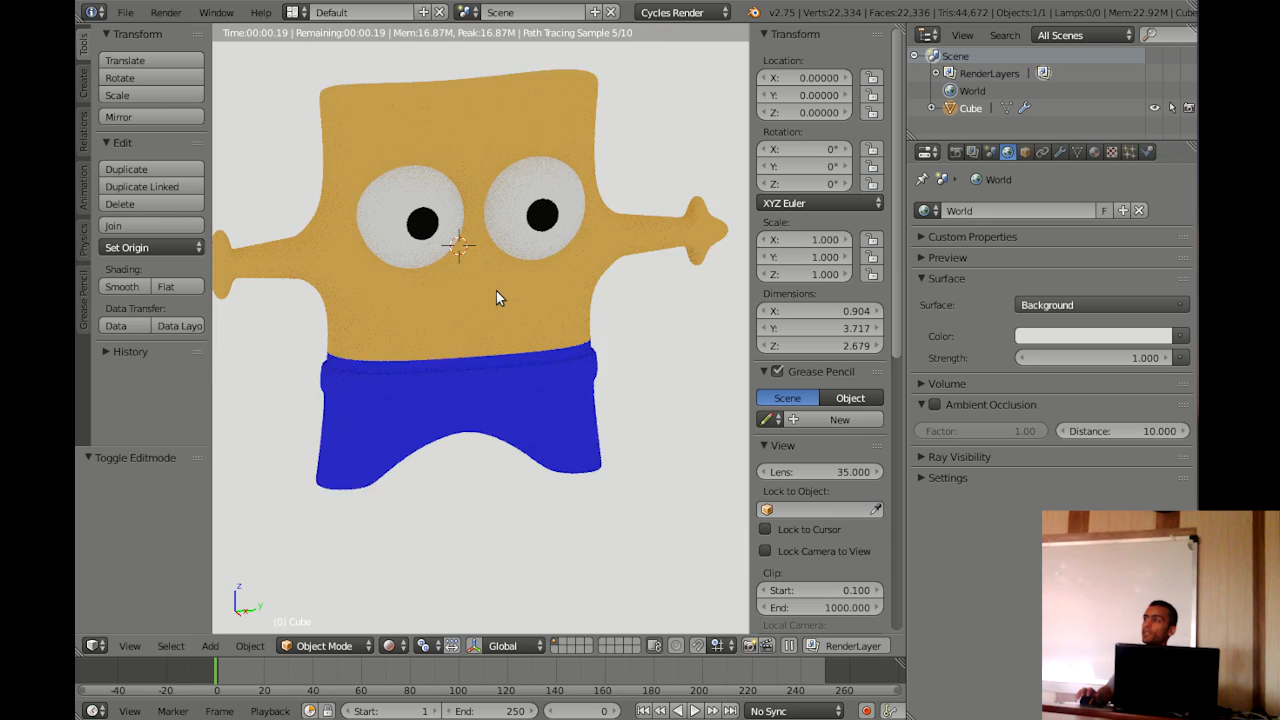 File Render Window Help Default Scene Cycles Render v2.75 | Verts:22,334 | Faces:22,336 | Tris:44,672 | Objects:1/1 | Lamps:0/0 | Mem:22.92M | Cube
Time:00:00.19 | Remaining:00:00.19 | Mem:16.87M, Peak:16.87M | Path Tracing Sample 5/10
Tools
Create
Relations
Animation
Physics
Grease Pencil
Transform
Translate
Rotate
Scale
Mirror
Edit
Duplicate
Duplicate Linked
Delete
Join
Set Origin
Shading:
Smooth Flat
Data Transfer:
Data Data Layo
History
Toggle Editmode
z
y
x
(0) Cube
Transform
Location:
X: 0.00000
Y: 0.00000
Z: 0.00000
Rotation:
X: 0°
Y: 0°
Z: 0°
XYZ Euler
Scale:
X: 1.000
Y: 1.000
Z: 1.000
Dimensions:
X: 0.904
Y: 3.717
Z: 2.679
Grease Pencil
Scene Object
New
View
Lens: 35.000
Lock to Object:
Lock to Cursor
Lock Camera to View
Clip:
Start: 0.100
End: 1000.000
Local Camera:
View Search All Scenes
Scene
RenderLayers
World
Cube
World
World F
Custom Properties
Preview
Surface
Surface: Background
Color:
Strength: 1.000
Volume
Ambient Occlusion
Factor: 1.00 Distance: 10.000
Ray Visibility
Settings
View Select Add Object Object Mode Global RenderLayer
-40 -20 0 20 40 60 80 100 120 140 160 180 200 220 240 260
View Marker Frame Playback Start: 1 End: 250 0 No Sync